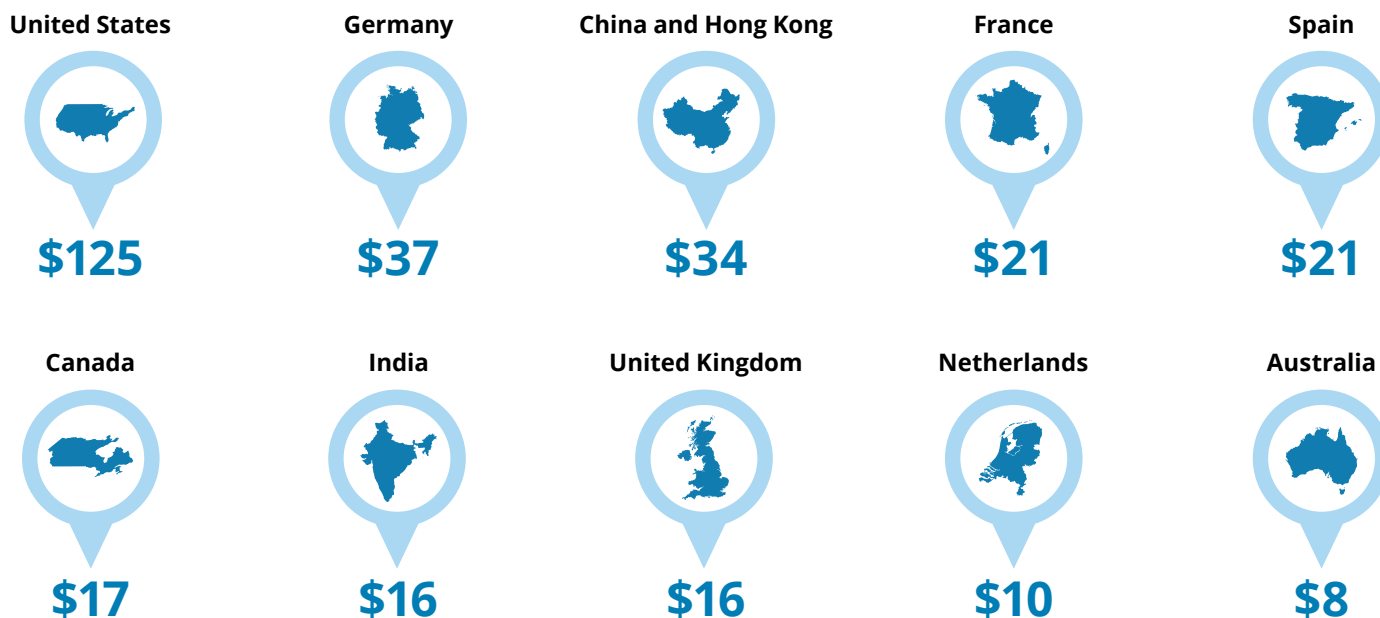 United States
Germany
China and Hong Kong
France
Spain
$125
$37
$34
$21
$21
Canada
India
United Kingdom
Netherlands
Australia
$17
$16
$16
$10
$8